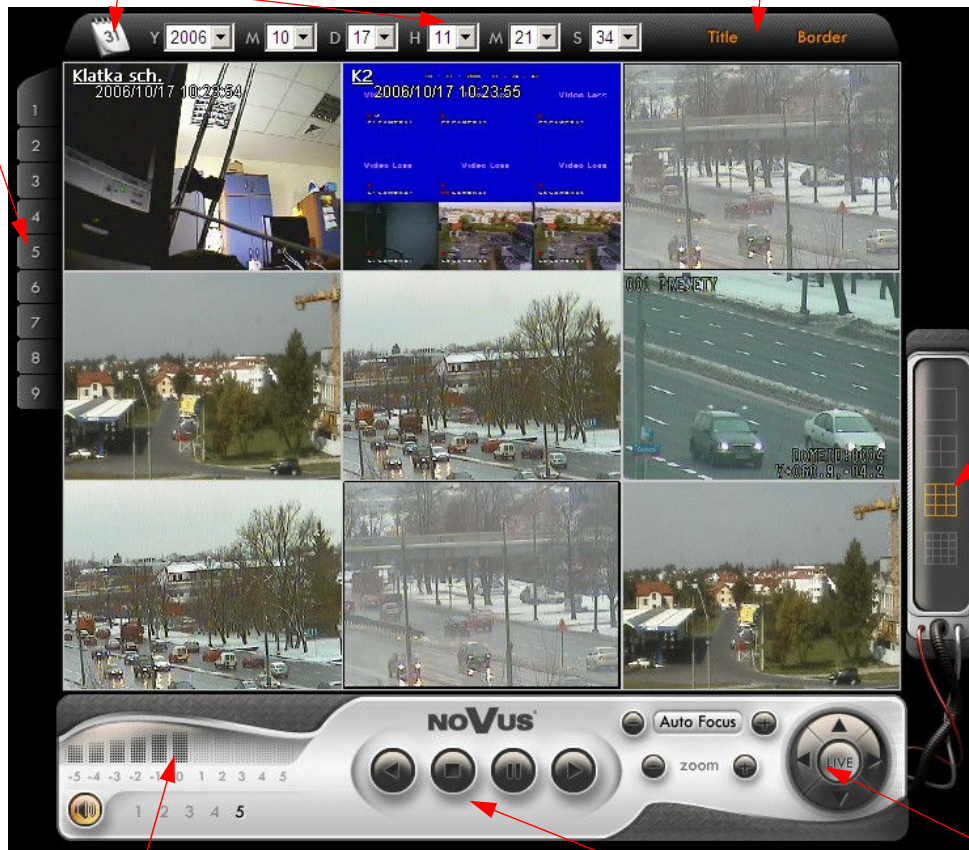 31 Y 2006 M 10 D 17 H 11 M 21 S 34 Title Border
Klatka sch.
2006/10/17 10:23:54
K2
2006/10/17 10:23:55
Video Loss
Video Loss Video Loss Video Loss
001 PRESETY
DOMEID:0004
1
2
3
4
5
6
7
8
9
NOVUS
Auto Focus
zoom
LIVE
-5 -4 -3 -2 -1 0 1 2 3 4 5
1 2 3 4 5